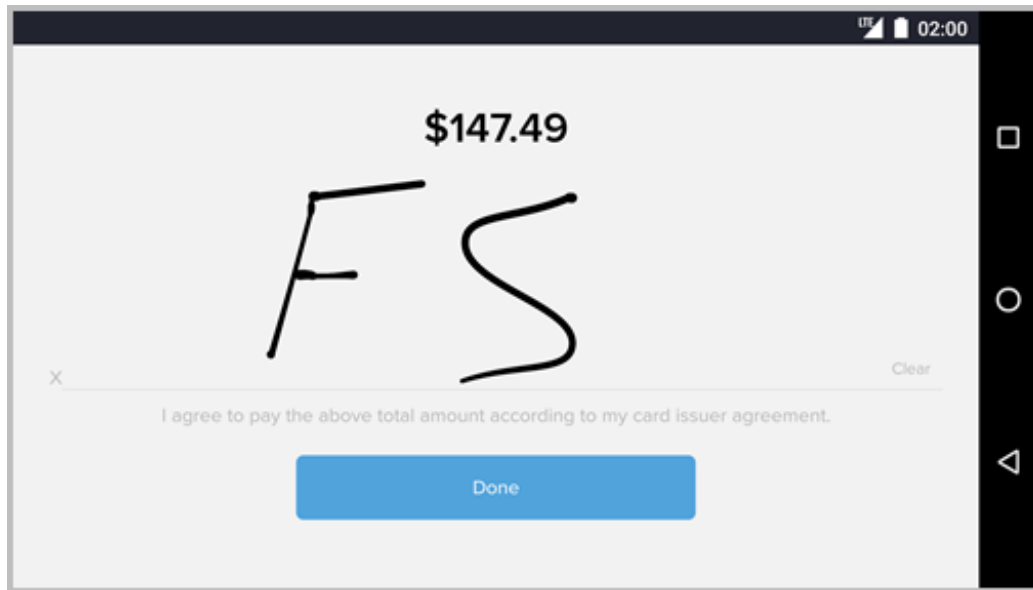 LTE 02:00
$147.49
FS
X Clear
I agree to pay the above total amount according to my card issuer agreement.
Done